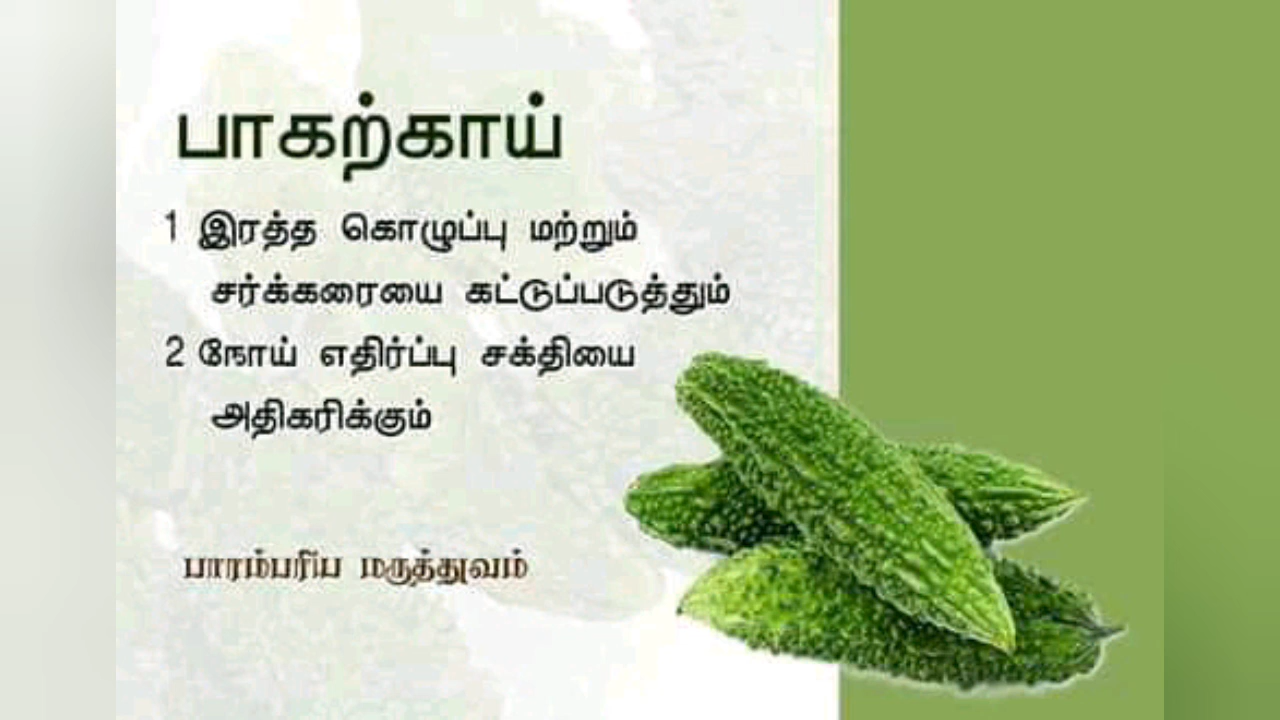 பாகற்காய்
1 இரத்த கொழுப்பு மற்றும்
சர்க்கரையை கட்டுப்படுத்தும்
2 நோய் எதிர்ப்பு சக்தியை
அதிகரிக்கும்
பாரம்பரிய மருத்துவம்